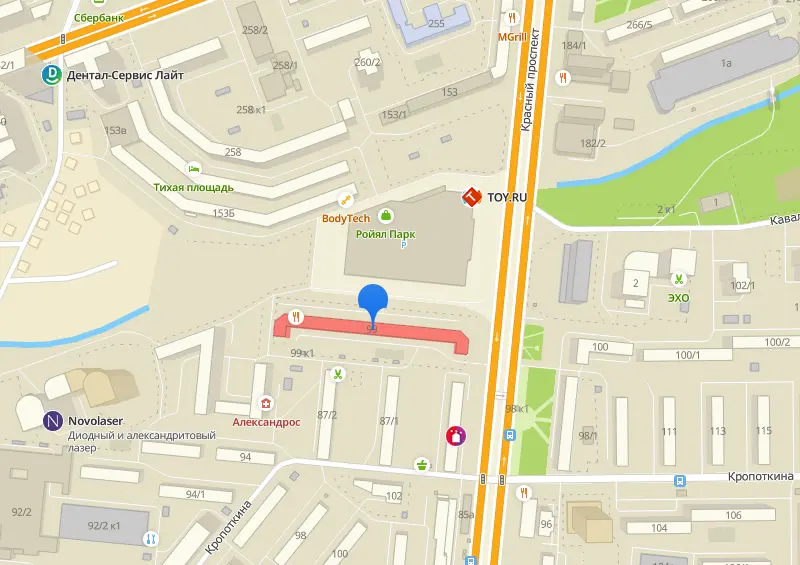 Сбербанк
258/2
255
MGrill
184/1
266/5
Дентал-Сервис Лайт
258/1
260/2
1а
153
Красный проспект
258 к1
153/1
153в
258
182/2
Тихая площадь
153Б
BodyTech
TOY.RU
Ройял Парк
P
2 к1
1
Кавал
2
ЭХО
102/1
99
99 к1
100
100/1
100/2
Александрос
87/2
87/1
98 к1
98/1
111
113
115
Novolaser
Диодный и александритовый
лазер
94
94/1
Кропоткина
102
Кропоткина
92/2
92/2 к1
98
100
85а
96
104
106